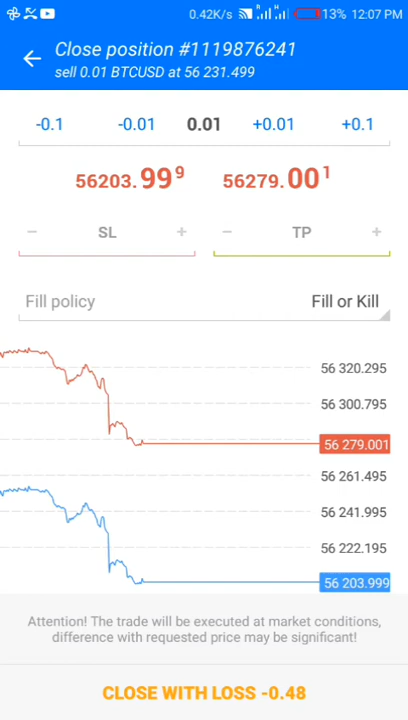 0.42K/s R H 13% 12:07 PM
Close position #1119876241
sell 0.01 BTCUSD at 56 231.499
-0.1 -0.01 0.01 +0.01 +0.1
56203.99⁹ 56279.00¹
− SL + − TP +
Fill policy Fill or Kill
56 320.295
56 300.795
56 279.001
56 261.495
56 241.995
56 222.195
56 203.999
Attention! The trade will be executed at market conditions,
difference with requested price may be significant!
CLOSE WITH LOSS -0.48